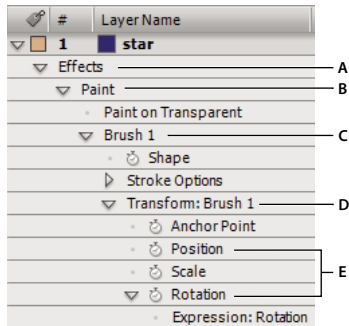 # Layer Name
1 star
Effects A
Paint B
Paint on Transparent
Brush 1 C
Shape
Stroke Options
Transform: Brush 1 D
Anchor Point
Position
Scale E
Rotation
Expression: Rotation